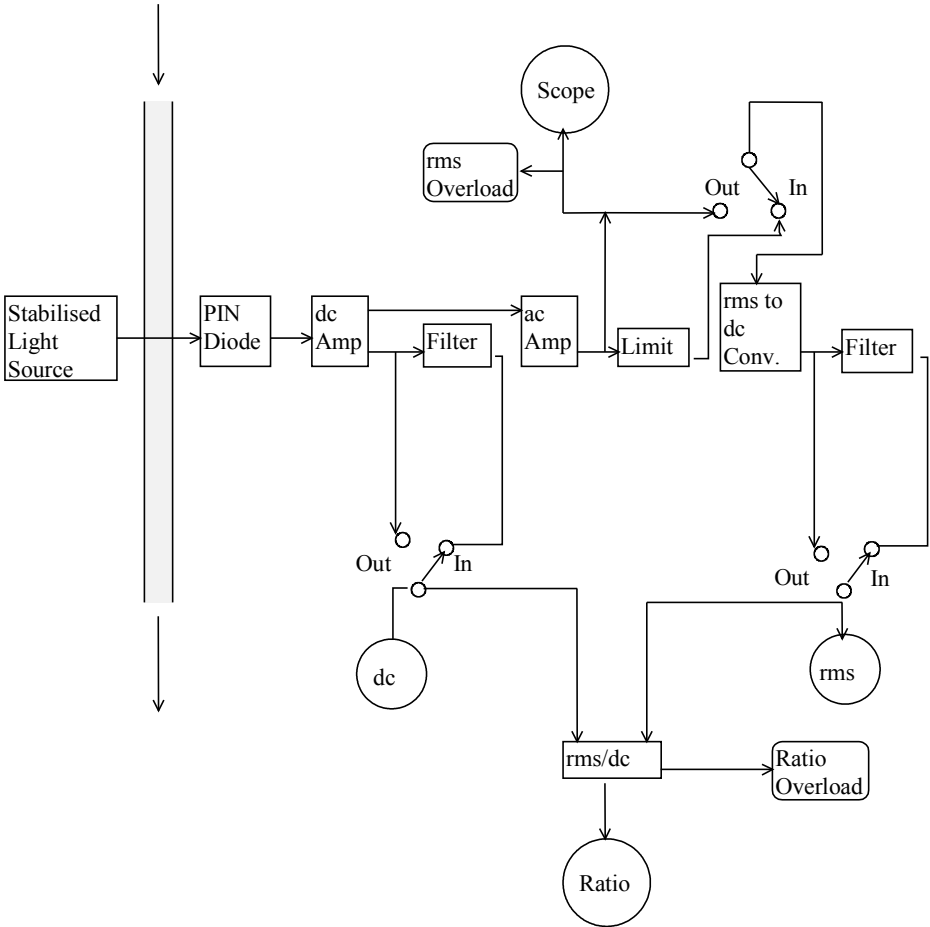 Scope
rms
Overload
Out
In
Stabilised
Light
Source
PIN
Diode
dc
Amp
Filter
ac
Amp
Limit
rms to
dc
Conv.
Filter
Out
In
Out
In
dc
rms
rms/dc
Ratio
Overload
Ratio